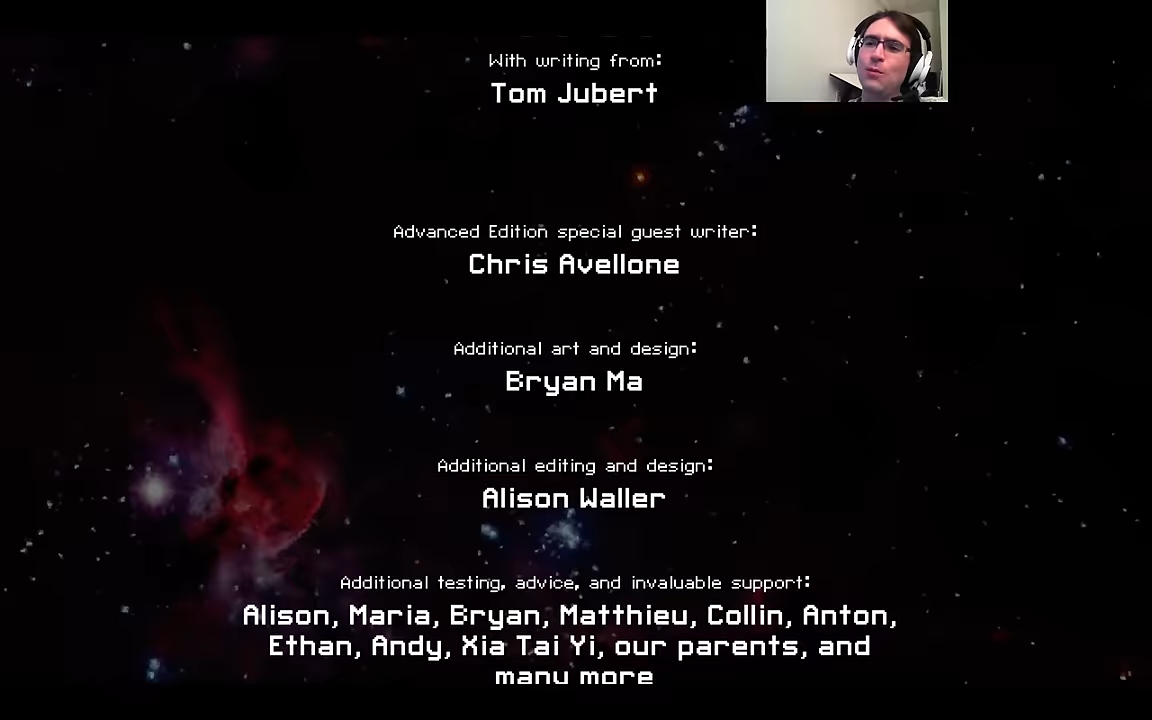 With writing from:
Tom Jubert
Advanced Edition special guest writer:
Chris Avellone
Additional art and design:
Bryan Ma
Additional editing and design:
Alison Waller
Additional testing, advice, and invaluable support:
Alison, Maria, Bryan, Matthieu, Collin, Anton,
Ethan, Andy, Xia Tai Yi, our parents, and
many more